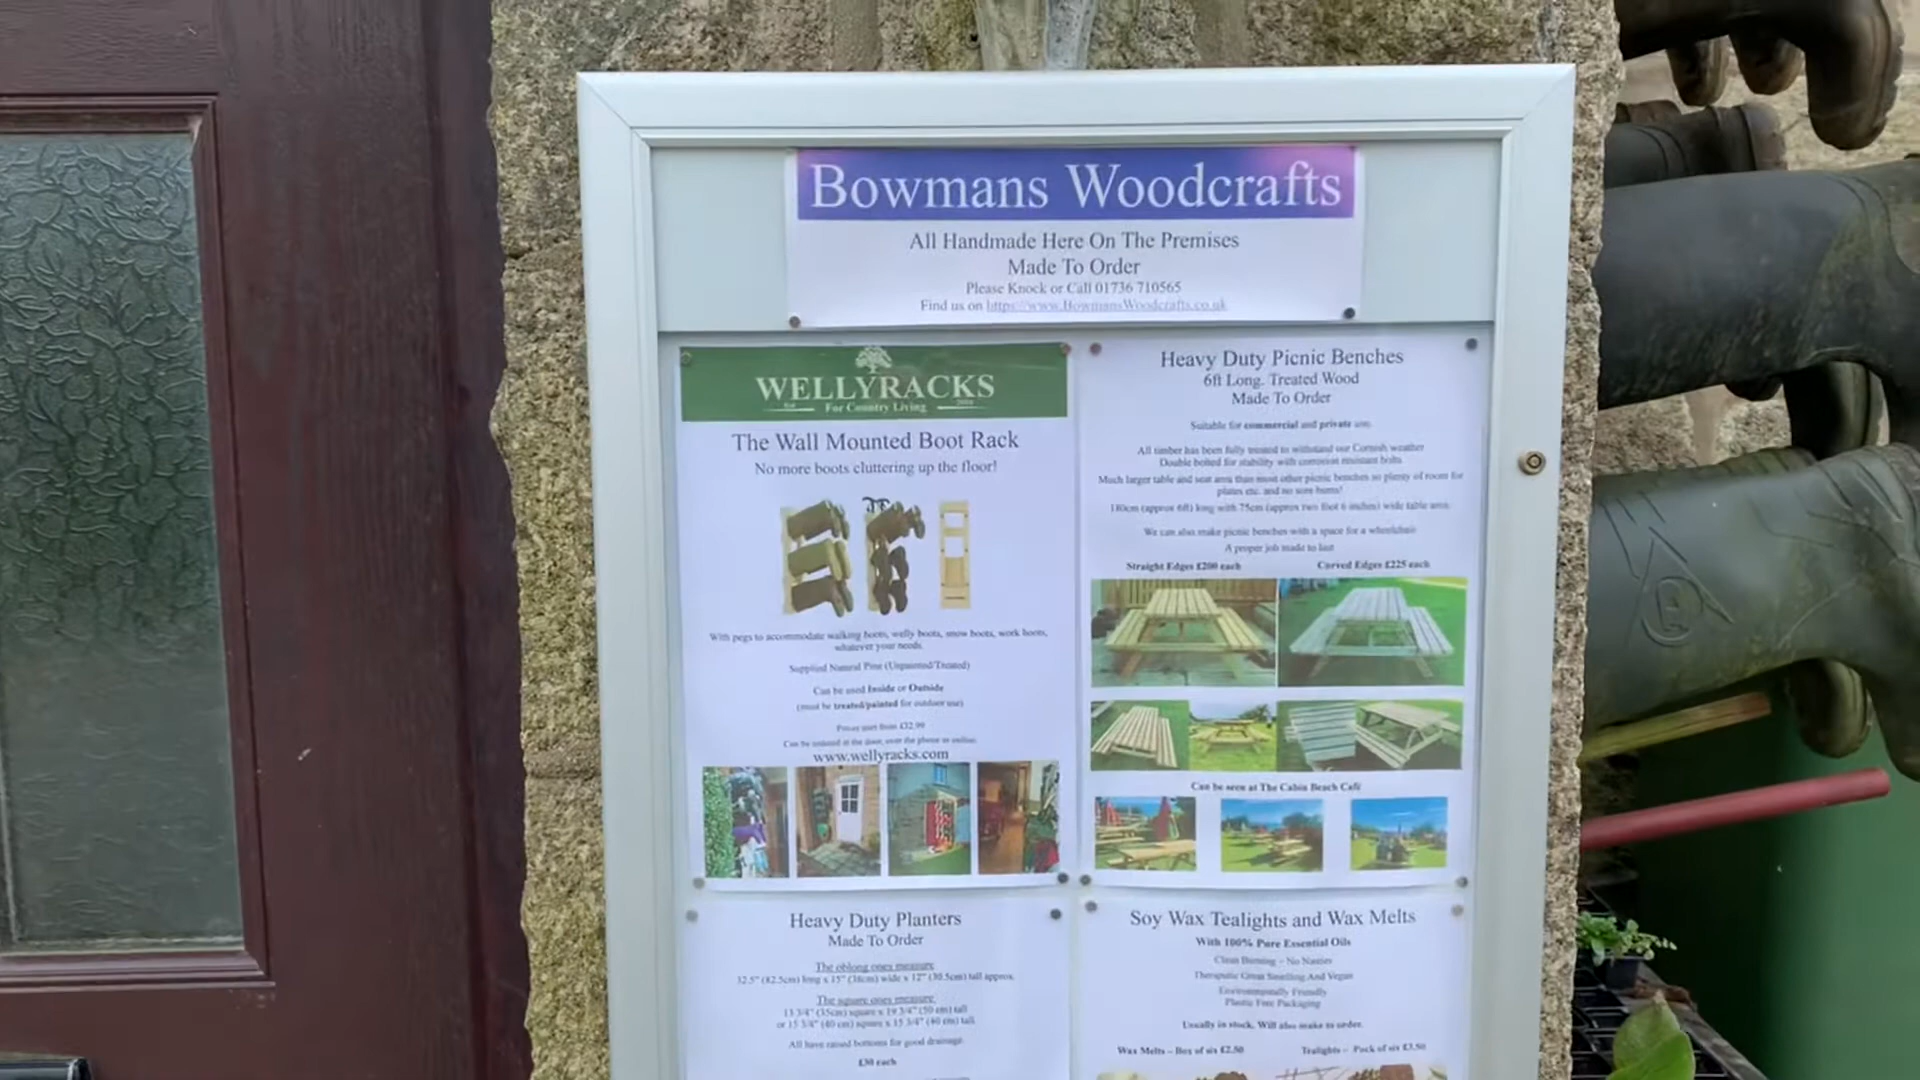 Bowmans Woodcrafts
All Handmade Here On The Premises
Made To Order
Please Knock or Call 01736 710565
Find us on https://www.BowmansWoodcrafts.co.uk
WELLYRACKS
For Country Living
The Wall Mounted Boot Rack
No more boots cluttering up the floor!
With pegs to accommodate walking boots, welly boots, snow boots, work boots,
whatever your needs.
Supplied Natural Pine (Unpainted/Treated)
Can be used Inside or Outside
(must be treated/painted for outdoor use)
Prices start from £32.99
Can be ordered at the door, over the phone or online.
www.wellyracks.com
Heavy Duty Picnic Benches
6ft Long. Treated Wood
Made To Order
Suitable for commercial and private use.
All timber has been fully treated to withstand our Cornish weather
Double bolted for stability with corrosion resistant bolts
Much larger table and seat area than most other picnic benches so plenty of room for
plates etc. and no sore bums!
180cm (approx 6ft) long with 75cm (approx two foot 6 inches) wide table area.
We can also make picnic benches with a space for a wheelchair.
A proper job made to last
Straight Edges £200 each
Curved Edges £225 each
Can be seen at The Cabin Beach Café
Heavy Duty Planters
Made To Order
The oblong ones measure
32.5" (82.5cm) long x 15" (38cm) wide x 12" (30.5cm) tall approx.
The square ones measure
13 3/4" (35cm) square x 19 3/4" (50 cm) tall
or 15 3/4" (40 cm) square x 15 3/4" (40 cm) tall.
All have raised bottoms for good drainage.
£30 each
Soy Wax Tealights and Wax Melts
With 100% Pure Essential Oils
Clean Burning – No Nasties
Therapeutic Great Smelling And Vegan
Environmentally Friendly
Plastic Free Packaging
Usually in stock. Will also make to order.
Wax Melts – Box of six £2.50
Tealights – Pack of six £3.50